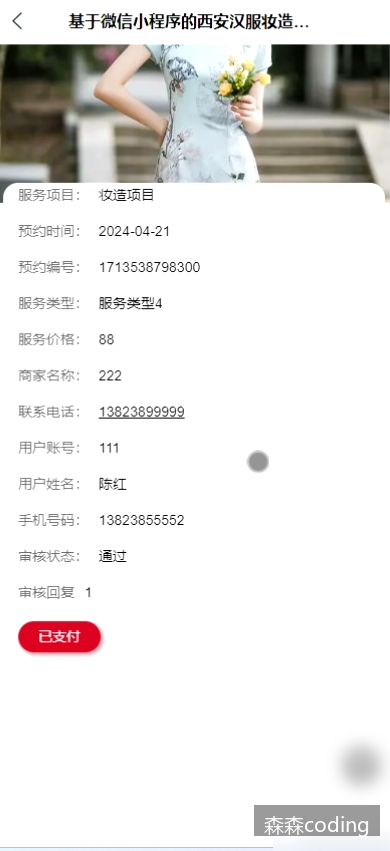 基于微信小程序的西安汉服妆造...
服务项目： 妆造项目
预约时间： 2024-04-21
预约编号： 1713538798300
服务类型： 服务类型4
服务价格： 88
商家名称： 222
联系电话： 13823899999
用户账号： 111
用户姓名： 陈红
手机号码： 13823855552
审核状态： 通过
审核回复 1
已支付
森森coding